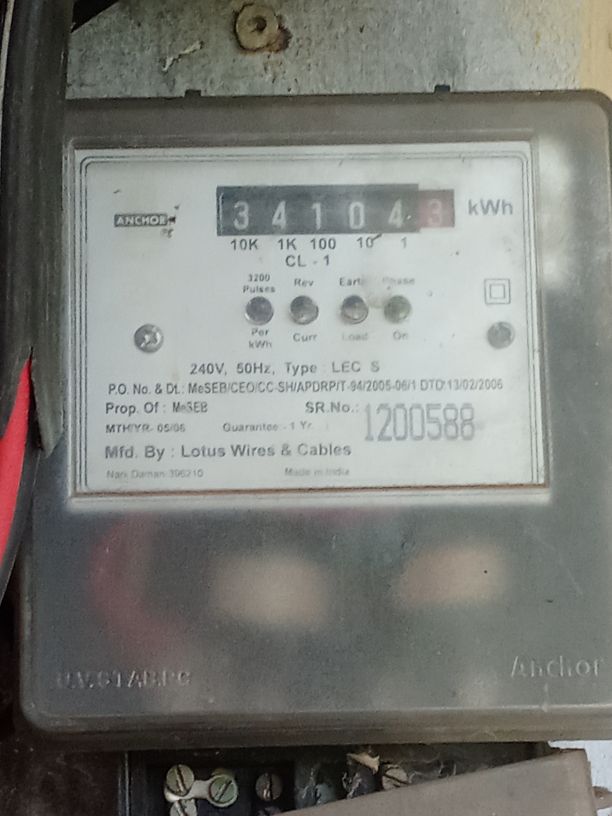 ANCHOR
3 4 1 0 4 3 kWh
10K 1K 100 10 1
CL - 1
3200 Pulses Per kWh
Rev Curr
Earth Load
Phase On
240V, 50Hz, Type : LEC S
P.O. No. & Dt.: MeSEB/CEO/CC-SH/APDRP/T-94/2005-06/1 DTD:13/02/2006
Prop. Of : MeSEB SR.No.: 1200588
MTH/YR- 05/06 Guarantee - 1 Yr.
Mfd. By : Lotus Wires & Cables
Nani Daman 396210 Made in India
U.V.STAB.PC Anchor